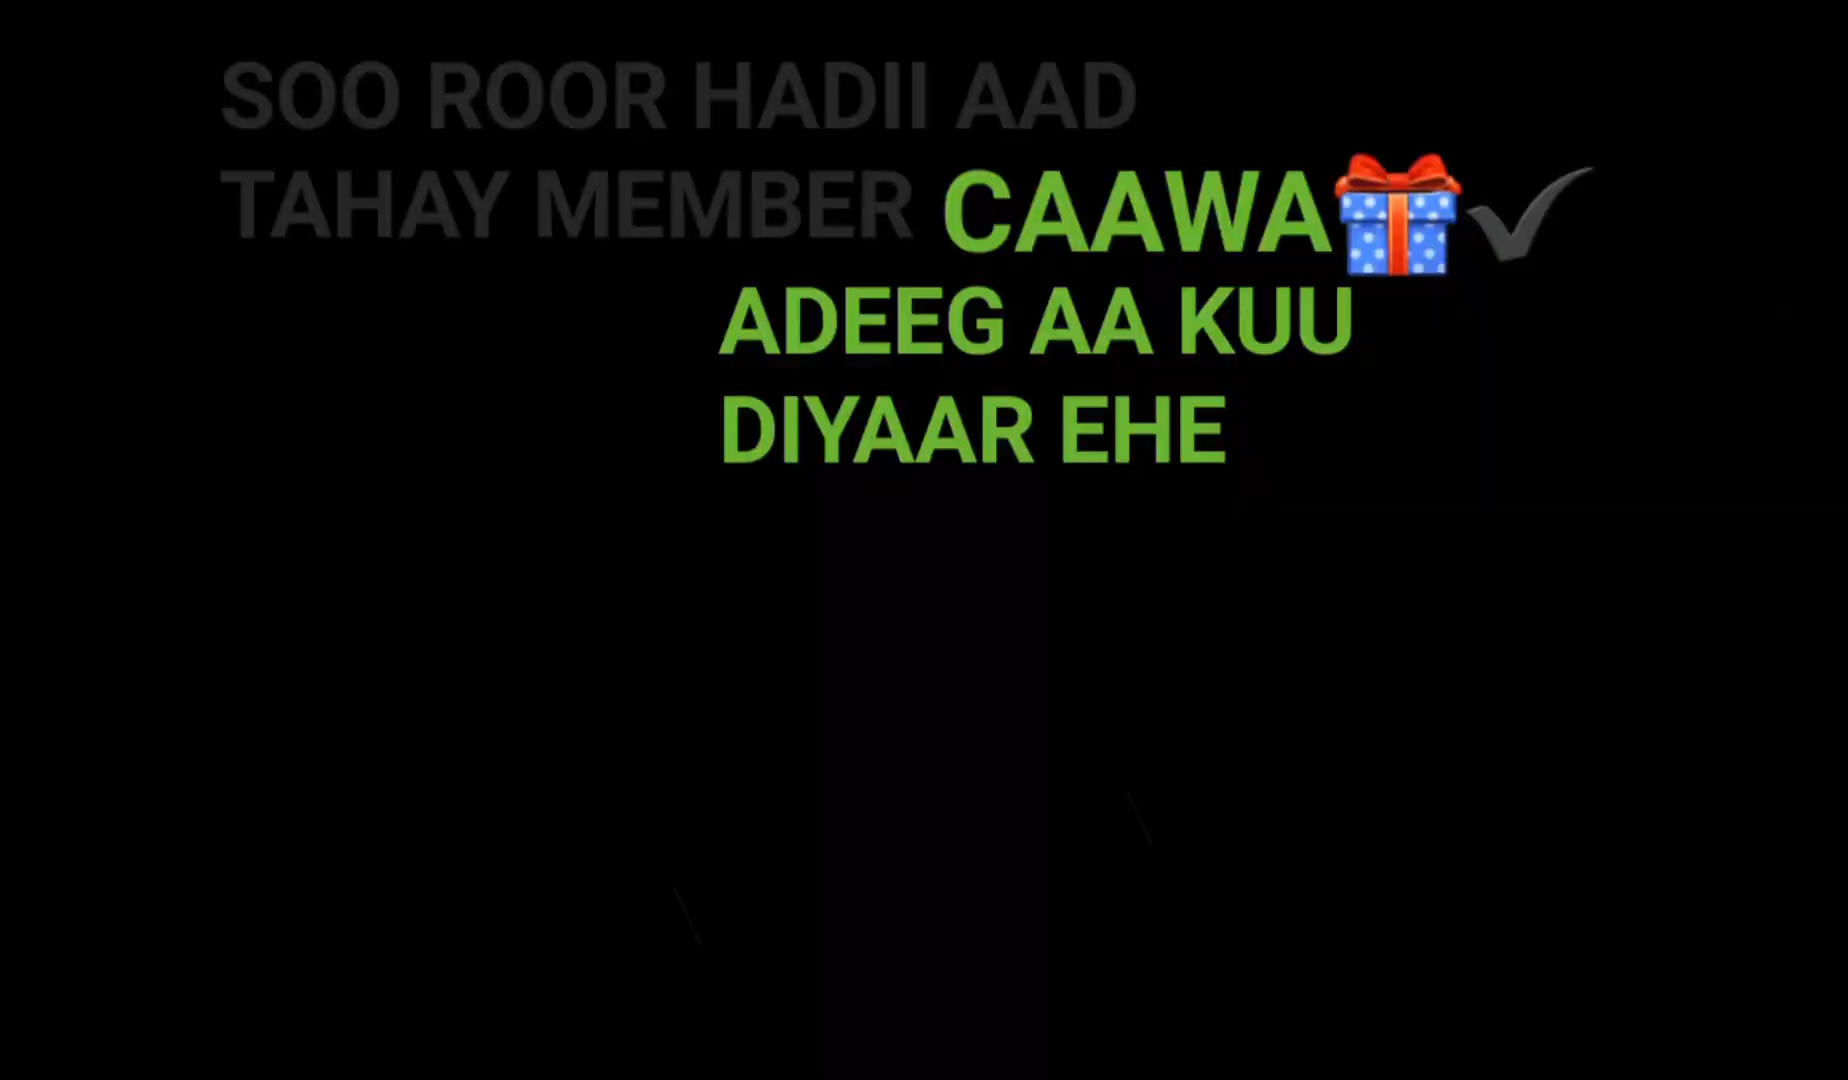 SOO ROOR HADII AAD
TAHAY MEMBER CAAWA🎁✔
ADEEG AA KUU
DIYAAR EHE